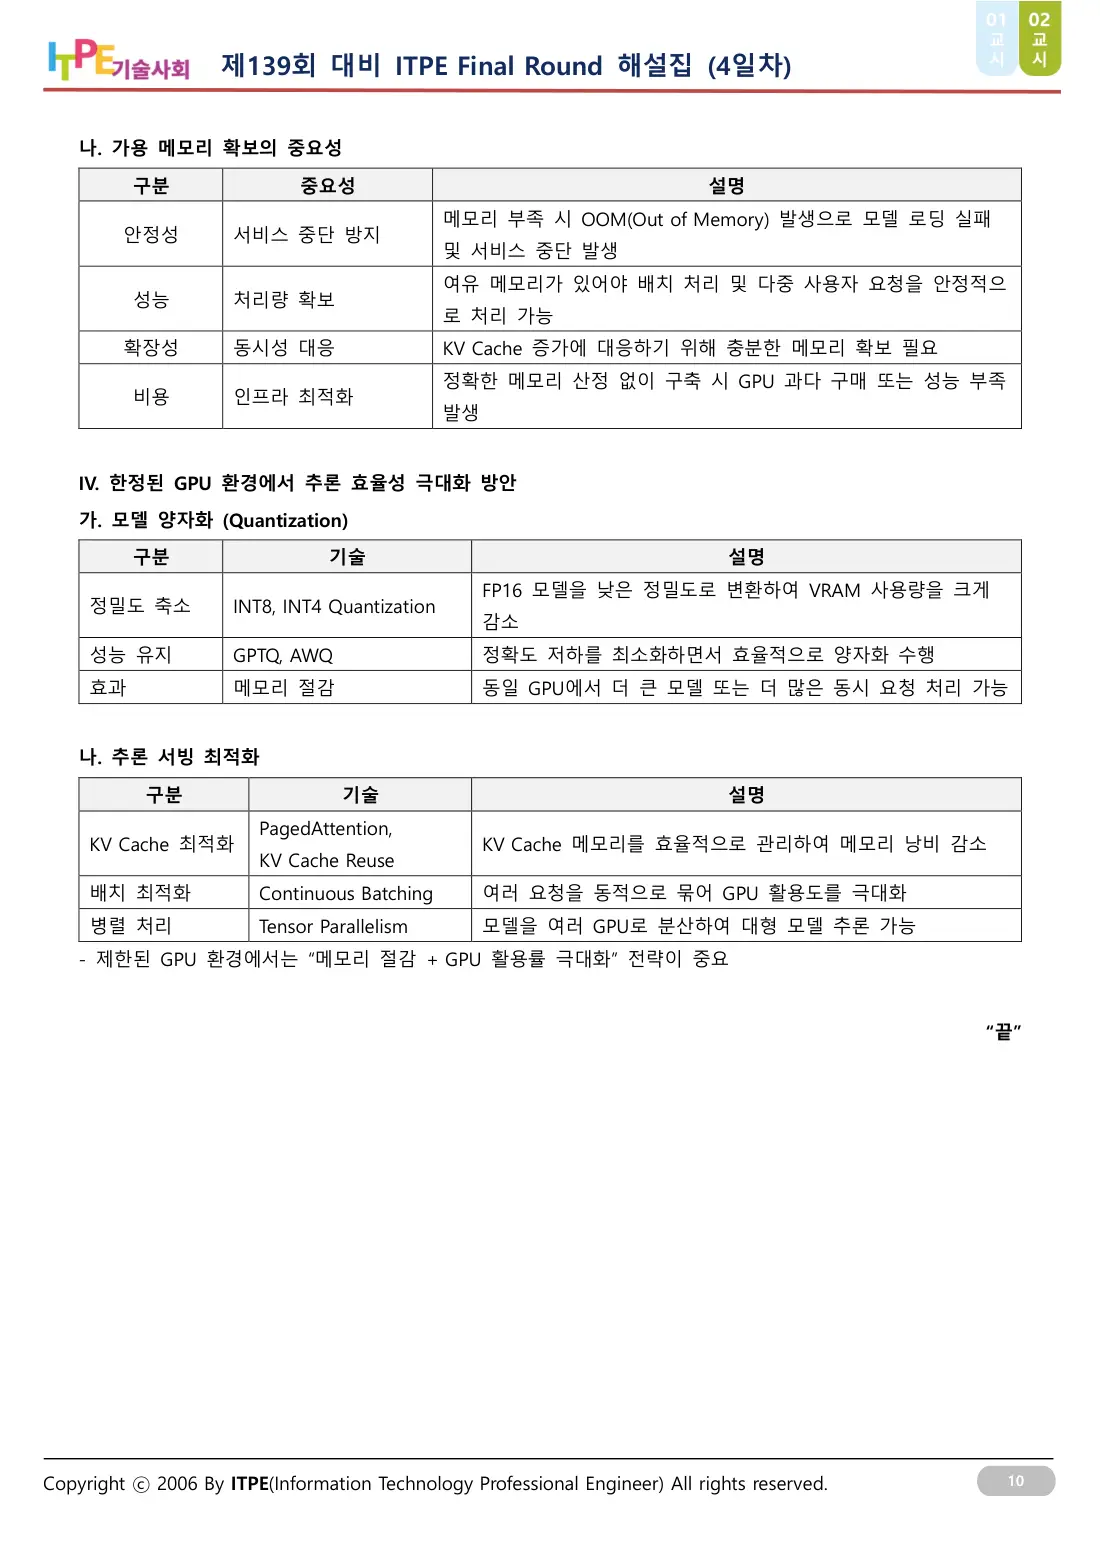 ITPE기술사회 제139회 대비 ITPE Final Round 해설집 (4일차)
01 교시
02 교시
나. 가용 메모리 확보의 중요성
구분 중요성 설명
안정성 서비스 중단 방지 메모리 부족 시 OOM(Out of Memory) 발생으로 모델 로딩 실패
및 서비스 중단 발생
성능 처리량 확보 여유 메모리가 있어야 배치 처리 및 다중 사용자 요청을 안정적으
로 처리 가능
확장성 동시성 대응 KV Cache 증가에 대응하기 위해 충분한 메모리 확보 필요
비용 인프라 최적화 정확한 메모리 산정 없이 구축 시 GPU 과다 구매 또는 성능 부족
발생
IV. 한정된 GPU 환경에서 추론 효율성 극대화 방안
가. 모델 양자화 (Quantization)
구분 기술 설명
정밀도 축소 INT8, INT4 Quantization FP16 모델을 낮은 정밀도로 변환하여 VRAM 사용량을 크게
감소
성능 유지 GPTQ, AWQ 정확도 저하를 최소화하면서 효율적으로 양자화 수행
효과 메모리 절감 동일 GPU에서 더 큰 모델 또는 더 많은 동시 요청 처리 가능
나. 추론 서빙 최적화
구분 기술 설명
KV Cache 최적화 PagedAttention,
KV Cache Reuse KV Cache 메모리를 효율적으로 관리하여 메모리 낭비 감소
배치 최적화 Continuous Batching 여러 요청을 동적으로 묶어 GPU 활용도를 극대화
병렬 처리 Tensor Parallelism 모델을 여러 GPU로 분산하여 대형 모델 추론 가능
- 제한된 GPU 환경에서는 “메모리 절감 + GPU 활용률 극대화” 전략이 중요
“끝”
Copyright ⓒ 2006 By ITPE(Information Technology Professional Engineer) All rights reserved.
10